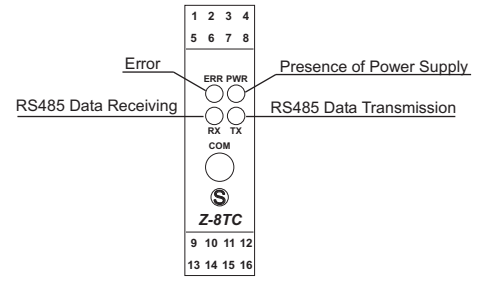 1 2 3 4
5 6 7 8
Error
ERR PWR
Presence of Power Supply
RS485 Data Receiving
RS485 Data Transmission
RX TX
COM
S
Z-8TC
9 10 11 12
13 14 15 16